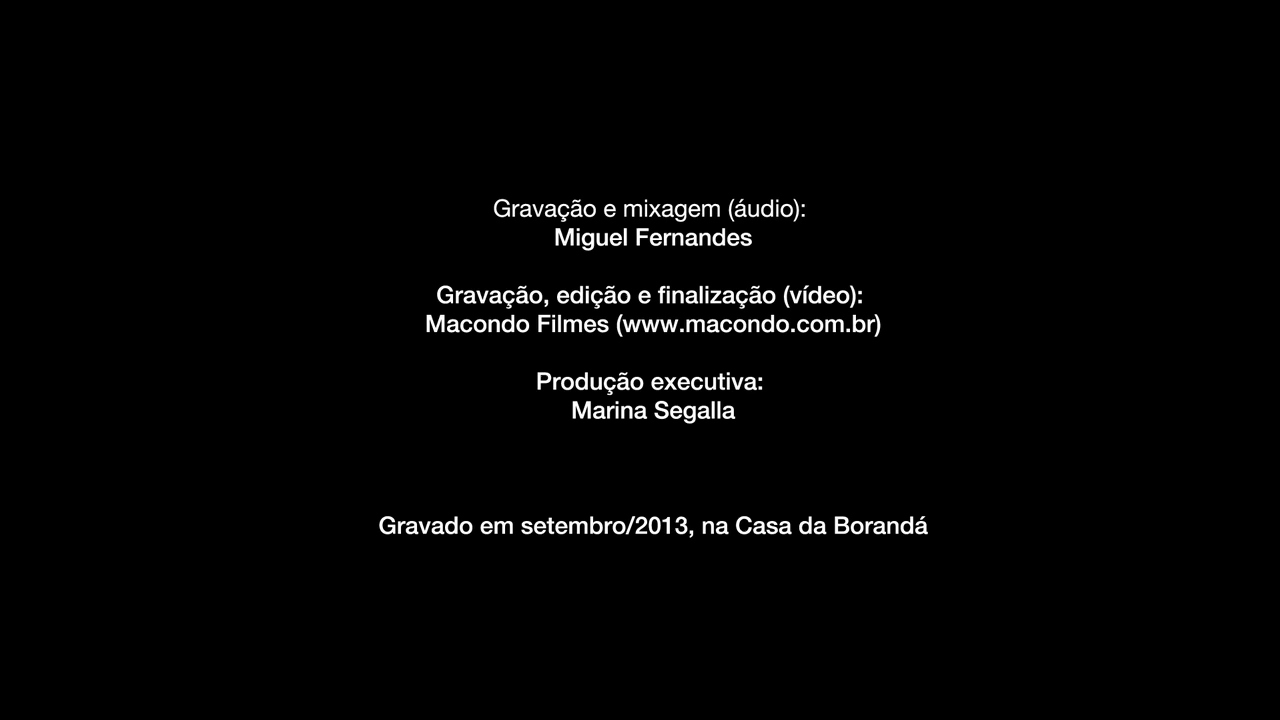 Gravação e mixagem (áudio):
Miguel Fernandes
Gravação, edição e finalização (vídeo):
Macondo Filmes (www.macondo.com.br)
Produção executiva:
Marina Segalla
Gravado em setembro/2013, na Casa da Borandá